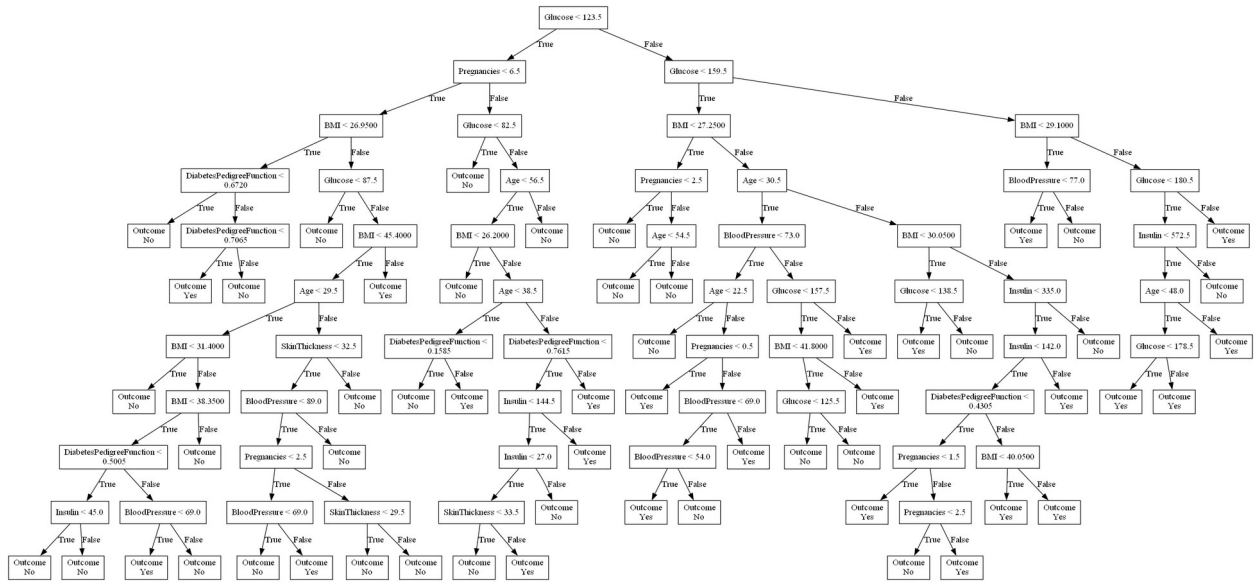 Glucose < 123.5
True False
Pregnancies < 6.5 Glucose < 159.5
True False True False
BMI < 26.9500 Glucose < 82.5 BMI < 27.2500 BMI < 29.1000
True False True False True False True False
DiabetesPedigreeFunction < 0.6720 Glucose < 87.5 Outcome No Age < 56.5 Pregnancies < 2.5 Age < 30.5 BloodPressure < 77.0 Glucose < 180.5
True False True False True False True False True False True False True False
Outcome No DiabetesPedigreeFunction < 0.7065 Outcome No BMI < 45.4000 BMI < 26.2000 Outcome No Outcome No Age < 54.5 BloodPressure < 73.0 BMI < 30.0500 Outcome Yes Outcome No Insulin < 572.5 Outcome Yes
True False True False True False True False True False True False True False
Outcome Yes Outcome No Age < 29.5 Outcome Yes Outcome No Age < 38.5 Outcome No Outcome No Age < 22.5 Glucose < 157.5 Glucose < 138.5 Insulin < 335.0 Age < 48.0 Outcome No
True False True False True False True False True False True False True False
BMI < 31.4000 SkinThickness < 32.5 DiabetesPedigreeFunction < 0.1585 DiabetesPedigreeFunction < 0.7615 Outcome No Pregnancies < 0.5 BMI < 41.8000 Outcome Yes Outcome Yes Outcome No Insulin < 142.0 Outcome No Glucose < 178.5 Outcome Yes
True False True False True False True False True False True False True False True False
Outcome No BMI < 38.3500 BloodPressure < 89.0 Outcome No Outcome No Outcome Yes Insulin < 144.5 Outcome Yes Outcome Yes BloodPressure < 69.0 Glucose < 125.5 Outcome Yes DiabetesPedigreeFunction < 0.4305 Outcome Yes Outcome Yes Outcome Yes
True False True False True False True False True False True False
DiabetesPedigreeFunction < 0.5005 Outcome No Pregnancies < 2.5 Outcome No Insulin < 27.0 Outcome Yes BloodPressure < 54.0 Outcome Yes Outcome No Outcome No Pregnancies < 1.5 BMI < 40.0500
True False True False True False True False True False True False
Insulin < 45.0 BloodPressure < 69.0 BloodPressure < 69.0 SkinThickness < 29.5 SkinThickness < 33.5 Outcome No Outcome Yes Outcome No Outcome Yes Pregnancies < 2.5 Outcome Yes Outcome Yes
True False True False True False True False True False True False
Outcome No Outcome No Outcome Yes Outcome No Outcome No Outcome Yes Outcome No Outcome No Outcome No Outcome Yes Outcome No Outcome Yes